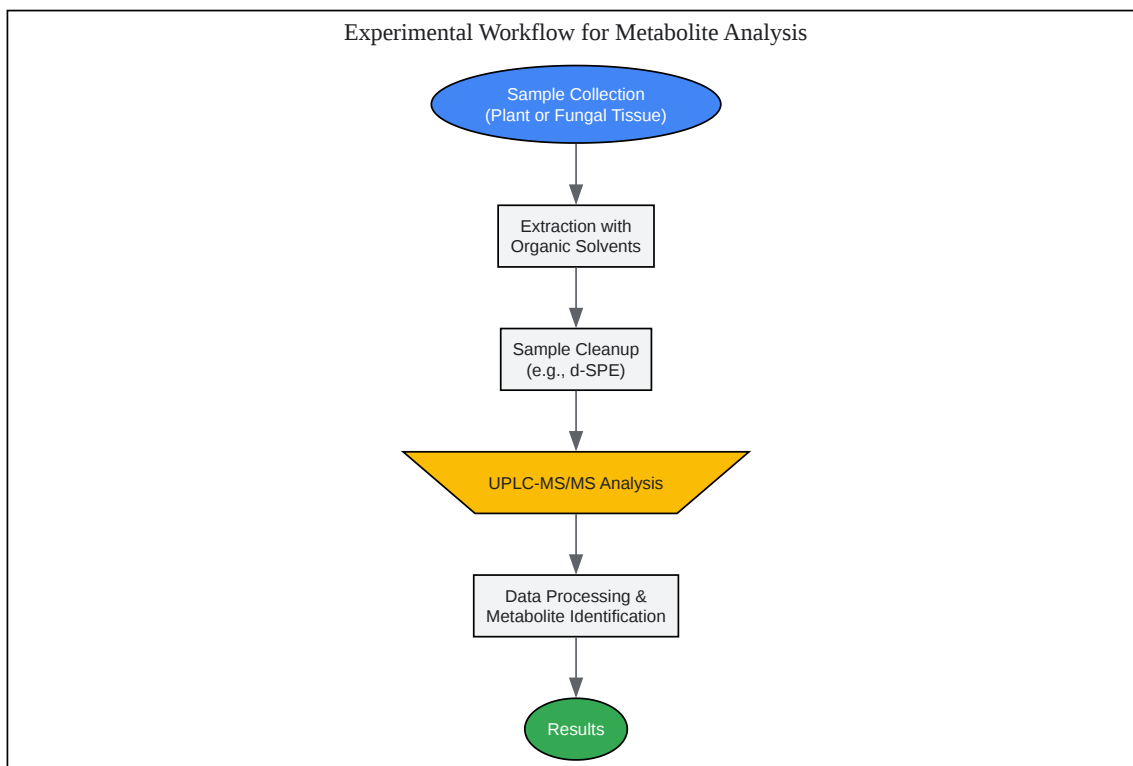 Experimental Workflow for Metabolite Analysis
Sample Collection
(Plant or Fungal Tissue)
Extraction with
Organic Solvents
Sample Cleanup
(e.g., d-SPE)
UPLC-MS/MS Analysis
Data Processing &
Metabolite Identification
Results